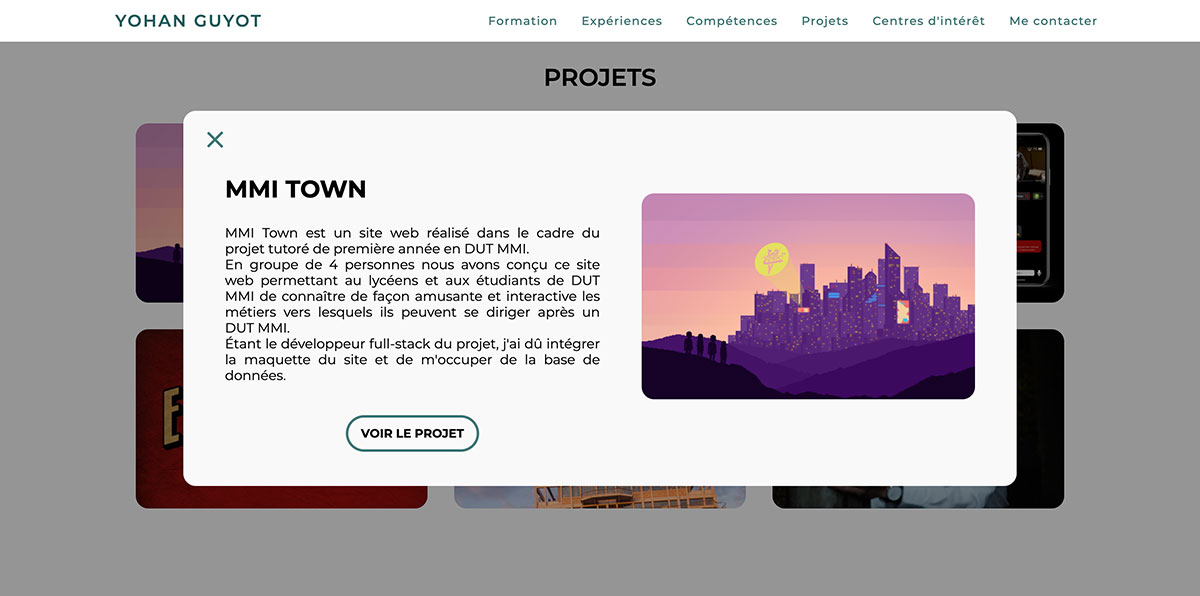 YOHAN GUYOT
Formation
Expériences
Compétences
Projets
Centres d'intérêt
Me contacter
PROJETS
MMI TOWN
MMI Town est un site web réalisé dans le cadre du
projet tutoré de première année en DUT MMI.
En groupe de 4 personnes nous avons conçu ce site
web permettant au lycéens et aux étudiants de DUT
MMI de connaître de façon amusante et interactive les
métiers vers lesquels ils peuvent se diriger après un
DUT MMI.
Étant le développeur full-stack du projet, j'ai dû intégrer
la maquette du site et de m'occuper de la base de
données.
VOIR LE PROJET